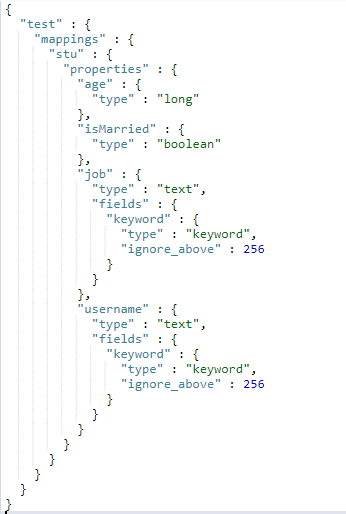 {
  "test" : {
    "mappings" : {
      "stu" : {
        "properties" : {
          "age" : {
            "type" : "long"
          },
          "isMarried" : {
            "type" : "boolean"
          },
          "job" : {
            "type" : "text",
            "fields" : {
              "keyword" : {
                "type" : "keyword",
                "ignore_above" : 256
              }
            }
          },
          "username" : {
            "type" : "text",
            "fields" : {
              "keyword" : {
                "type" : "keyword",
                "ignore_above" : 256
              }
            }
          }
        }
      }
    }
  }
}